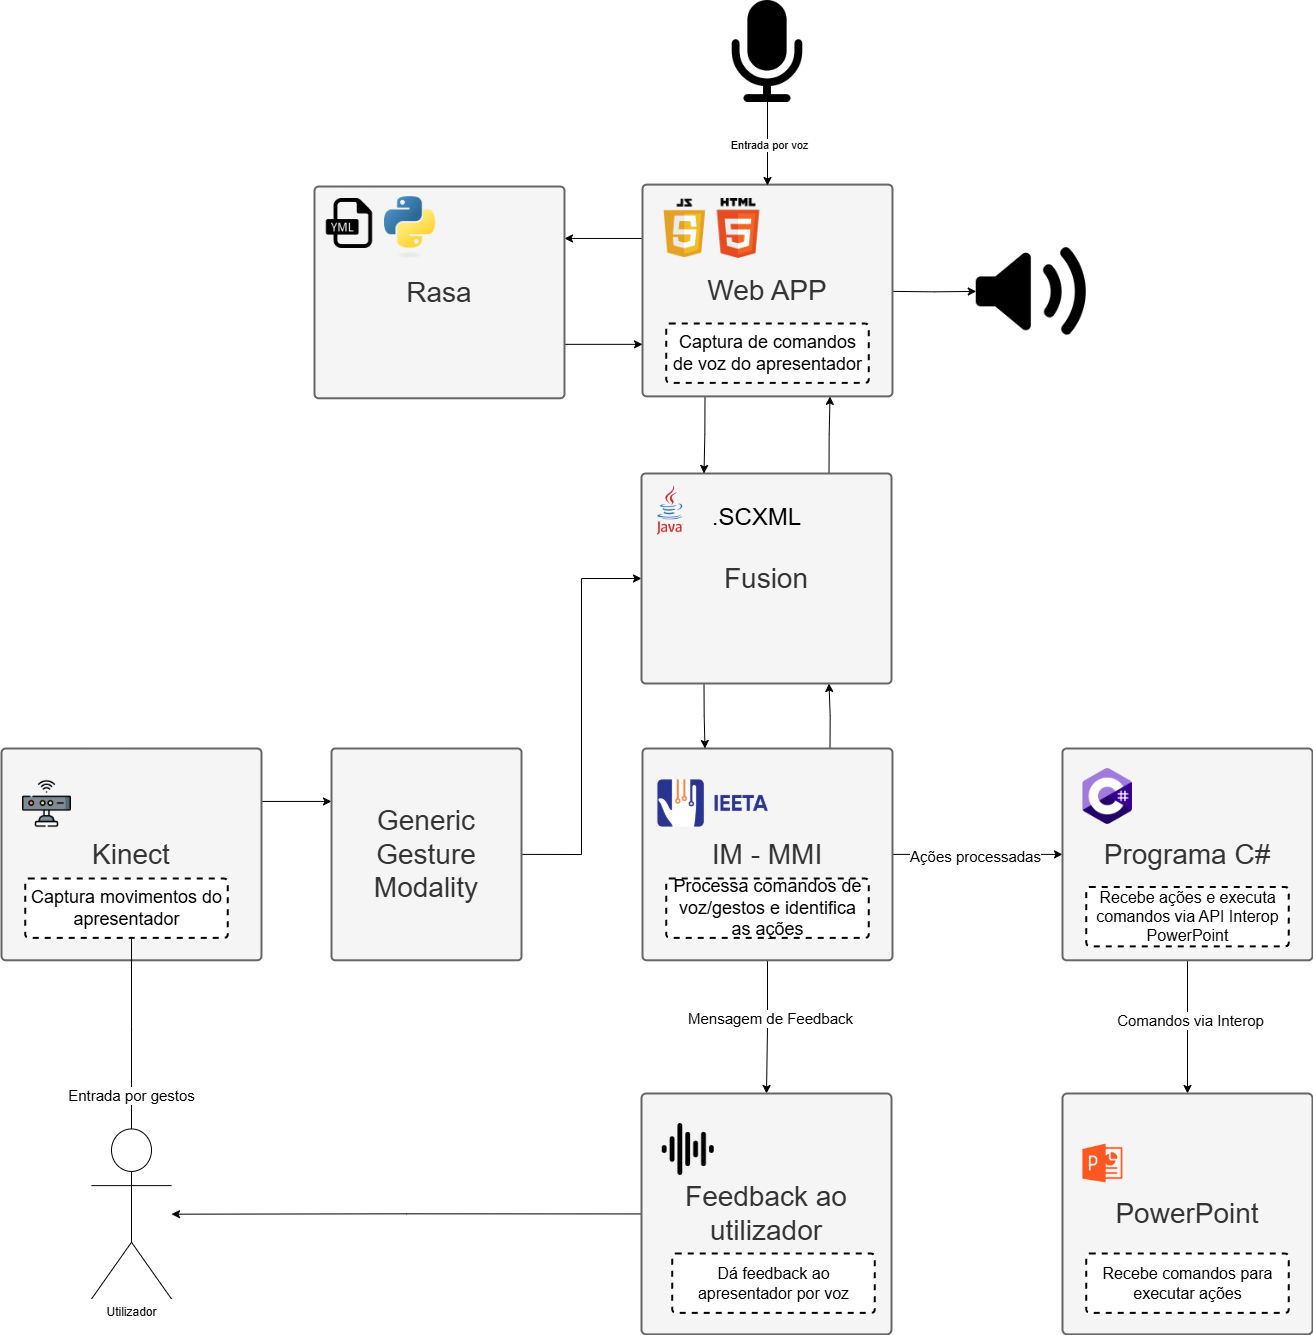 Entrada por voz
YML
Rasa
JS
HTML
5
Web APP
Captura de comandos
de voz do apresentador
Java
.SCXML
Fusion
Kinect
Captura movimentos do
apresentador
Generic
Gesture
Modality
IEETA
IM - MMI
Processa comandos de
voz/gestos e identifica
as ações
Ações processadas
C#
Programa C#
Recebe ações e executa
comandos via API Interop
PowerPoint
Mensagem de Feedback
Comandos via Interop
Entrada por gestos
Utilizador
Feedback ao
utilizador
Dá feedback ao
apresentador por voz
P
PowerPoint
Recebe comandos para
executar ações